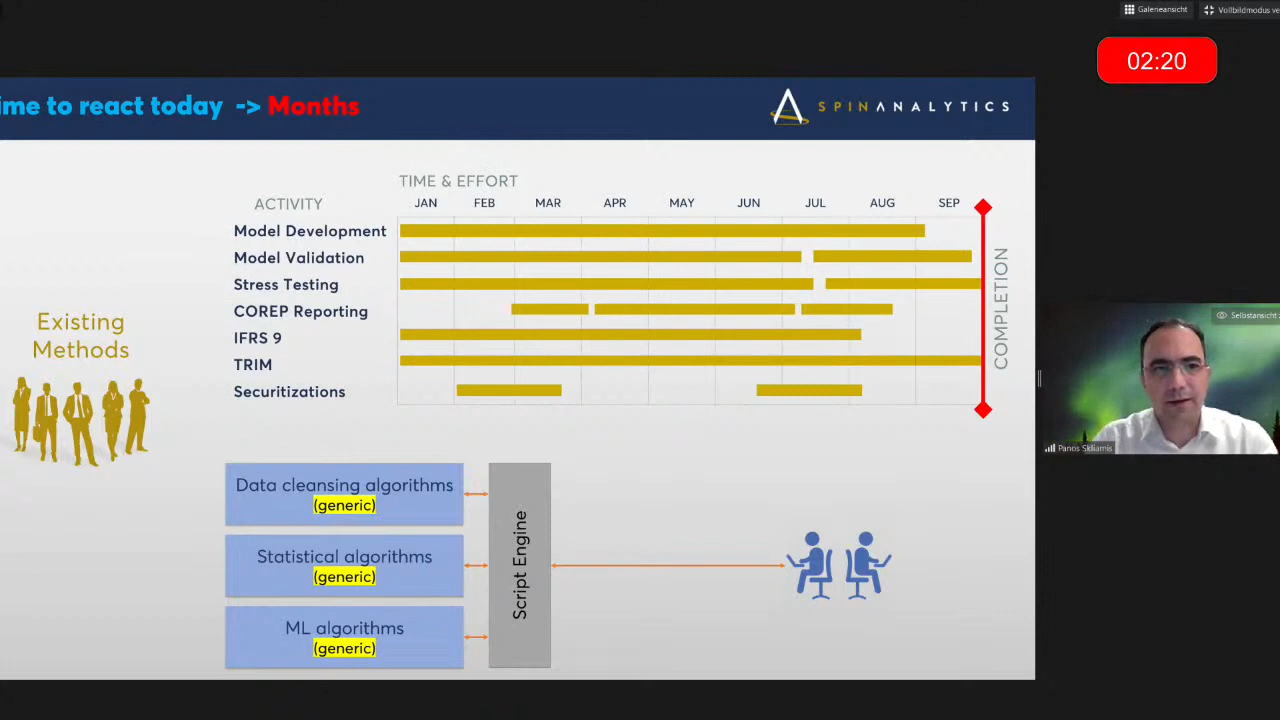 Galerieansicht
Vollbildmodus ve
02:20
ime to react today -> Months
SPINANALYTICS
TIME & EFFORT
ACTIVITY
JAN FEB MAR APR MAY JUN JUL AUG SEP
Model Development
Model Validation
Stress Testing
COREP Reporting
IFRS 9
TRIM
Securitizations
COMPLETION
Existing
Methods
Selbstansicht
Panos Skliamis
Data cleansing algorithms
(generic)
Statistical algorithms
(generic)
ML algorithms
(generic)
Script Engine